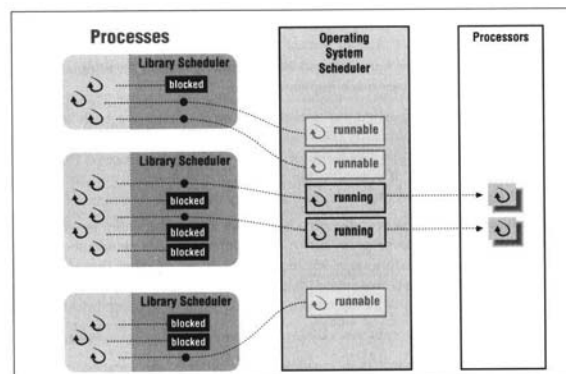 Processes
Operating
System
Scheduler
Processors
Library Scheduler
blocked
runnable
runnable
Library Scheduler
blocked
blocked
blocked
running
running
Library Scheduler
blocked
blocked
runnable